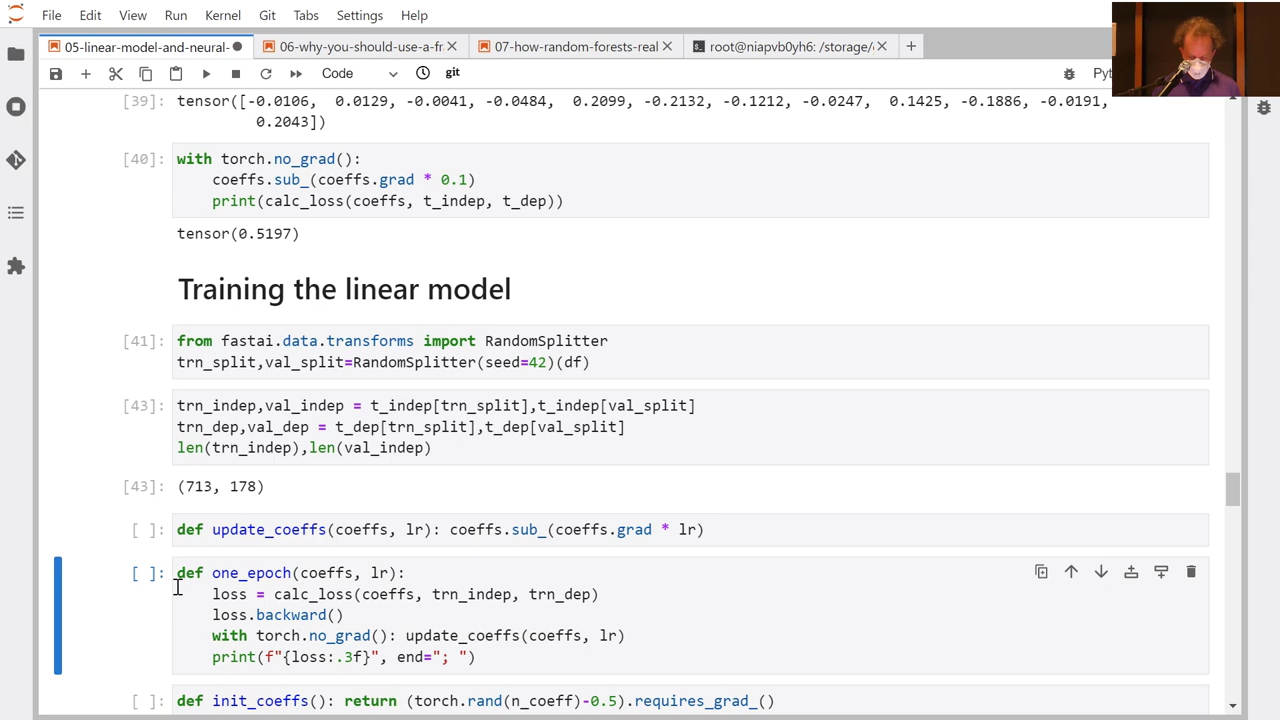 File Edit View Run Kernel Git Tabs Settings Help
05-linear-model-and-neural- 06-why-you-should-use-a-fr 07-how-random-forests-real root@niapvb0yh6: /storage/
Code git
[39]: tensor([-0.0106, 0.0129, -0.0041, -0.0484, 0.2099, -0.2132, -0.1212, -0.0247, 0.1425, -0.1886, -0.0191,
0.2043])
[40]: with torch.no_grad():
coeffs.sub_(coeffs.grad * 0.1)
print(calc_loss(coeffs, t_indep, t_dep))
tensor(0.5197)
Training the linear model
[41]: from fastai.data.transforms import RandomSplitter
trn_split,val_split=RandomSplitter(seed=42)(df)
[43]: trn_indep,val_indep = t_indep[trn_split],t_indep[val_split]
trn_dep,val_dep = t_dep[trn_split],t_dep[val_split]
len(trn_indep),len(val_indep)
[43]: (713, 178)
[ ]: def update_coeffs(coeffs, lr): coeffs.sub_(coeffs.grad * lr)
[ ]: def one_epoch(coeffs, lr):
loss = calc_loss(coeffs, trn_indep, trn_dep)
loss.backward()
with torch.no_grad(): update_coeffs(coeffs, lr)
print(f"{loss:.3f}", end="; ")
[ ]: def init_coeffs(): return (torch.rand(n_coeff)-0.5).requires_grad_()